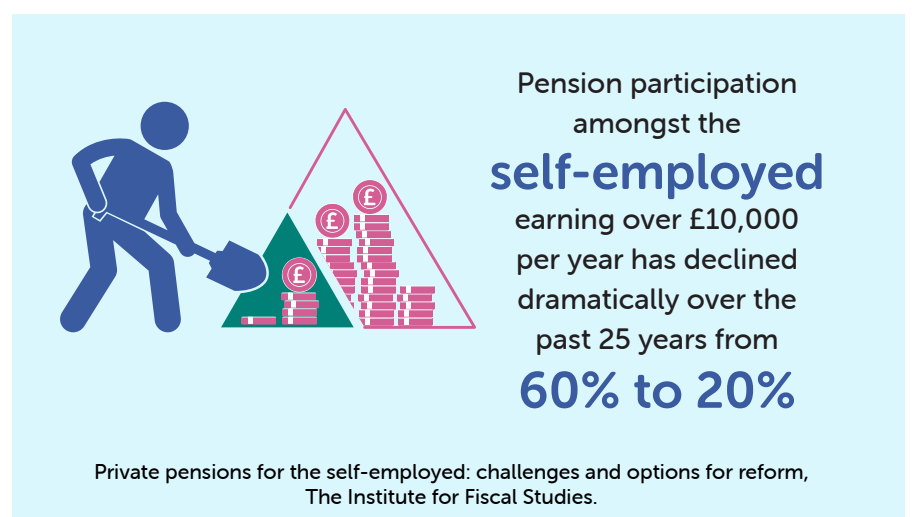 Pension participation
amongst the
self-employed
earning over £10,000
per year has declined
dramatically over the
past 25 years from
60% to 20%
£
£
£
Private pensions for the self-employed: challenges and options for reform,
The Institute for Fiscal Studies.